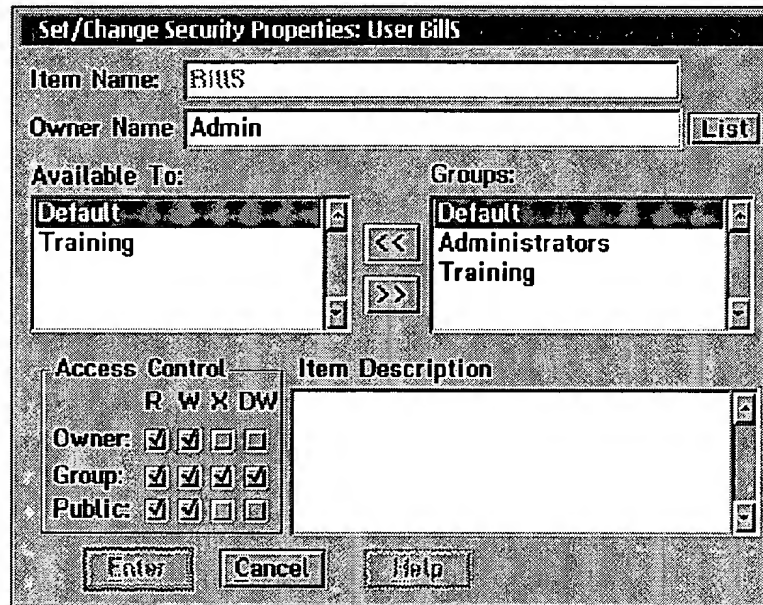 Set/Change Security Properties: User BillS
Item Name: BillS
Owner Name Admin List
Available To: Groups:
Default Default
Training << Administrators
>> Training
Access Control Item Description
R W X DW
Owner:
Group:
Public:
Enter Cancel Help